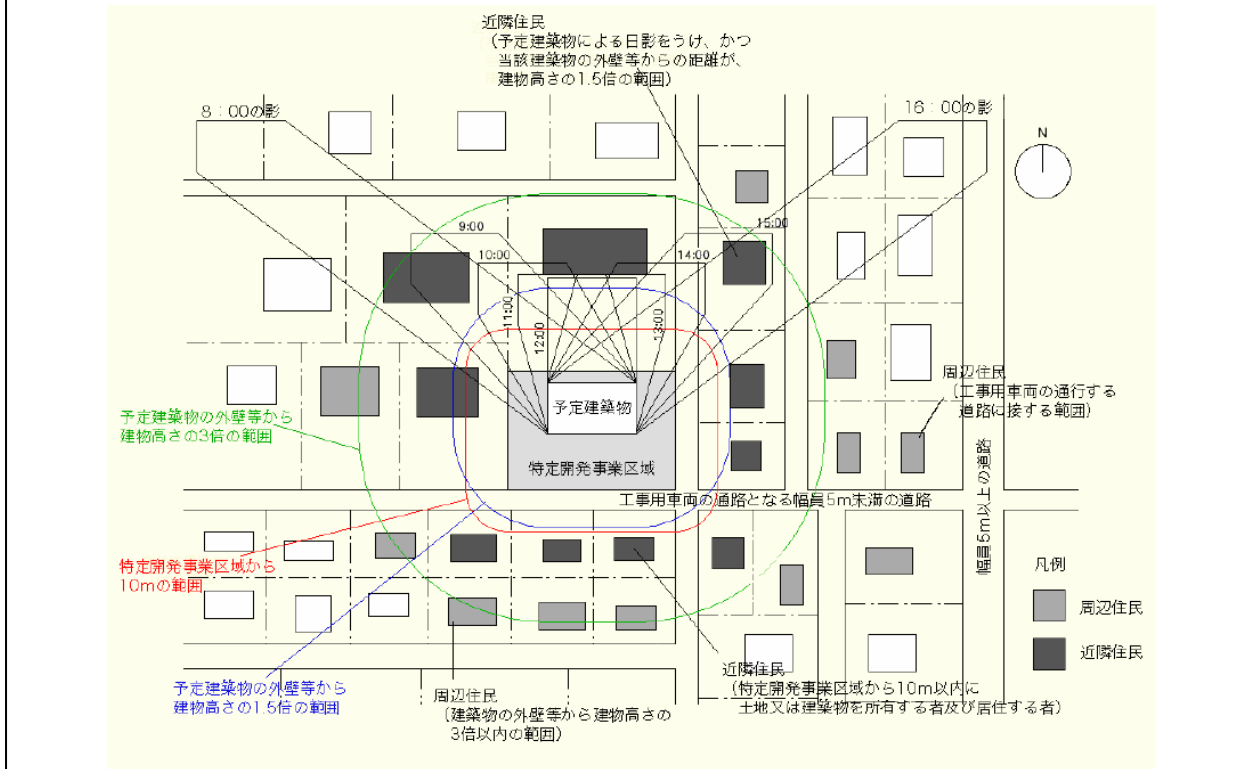 近隣住民
（予定建築物による日影をうけ、かつ
当該建築物の外壁等からの距離が、
建物高さの1.5倍の範囲）
8：00の影
16：00の影
N
9:00
15:00
10:00
14:00
11:00
13:00
12:00
周辺住民
（工事用車両の通行する
道路に接する範囲）
予定建築物
予定建築物の外壁等から
建物高さの3倍の範囲
特定開発事業区域
工事用車両の通路となる幅員5m未満の道路
幅員5m以上の道路
特定開発事業区域から
10mの範囲
凡例
周辺住民
近隣住民
予定建築物の外壁等から
建物高さの1.5倍の範囲
周辺住民
（建築物の外壁等から建物高さの
3倍以内の範囲）
近隣住民
（特定開発事業区域から10m以内に
土地又は建築物を所有する者及び居住する者）